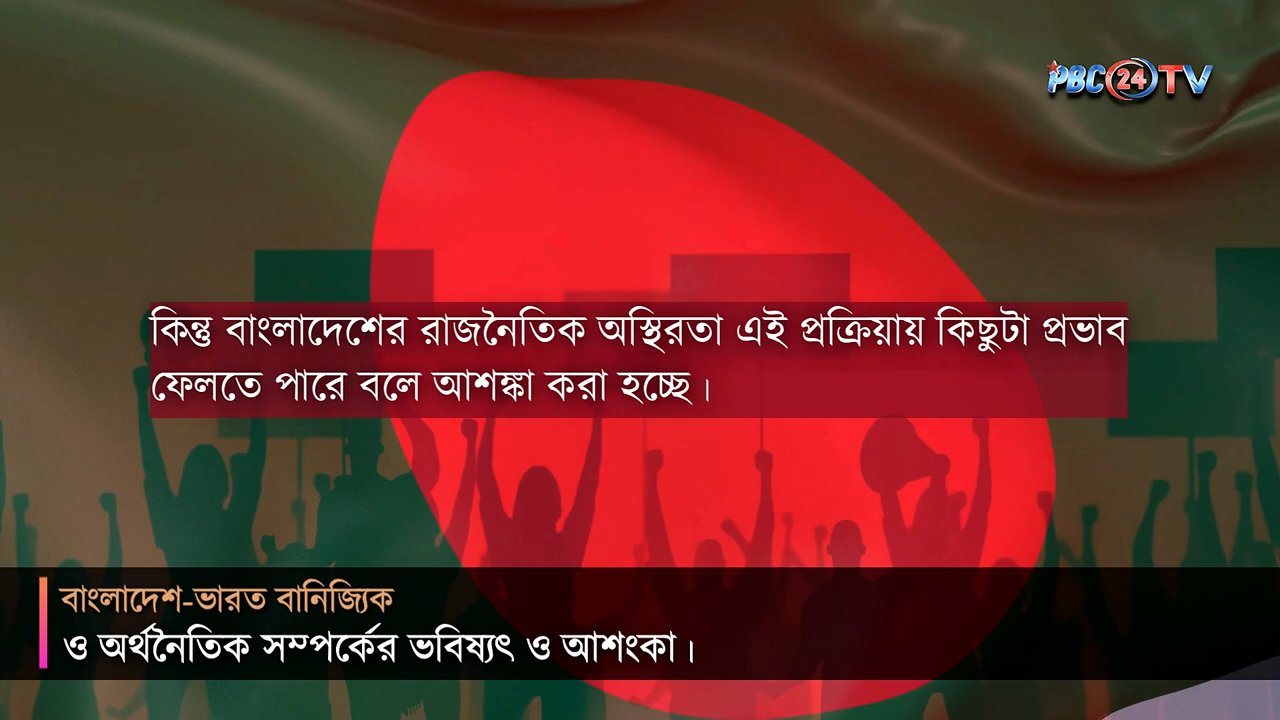 PBC 24 TV
কিন্তু বাংলাদেশের রাজনৈতিক অস্থিরতা এই প্রক্রিয়ায় কিছুটা প্রভাব
ফেলতে পারে বলে আশঙ্কা করা হচ্ছে।
বাংলাদেশ-ভারত বানিজ্যিক
ও অর্থনৈতিক সম্পর্কের ভবিষ্যৎ ও আশংকা।